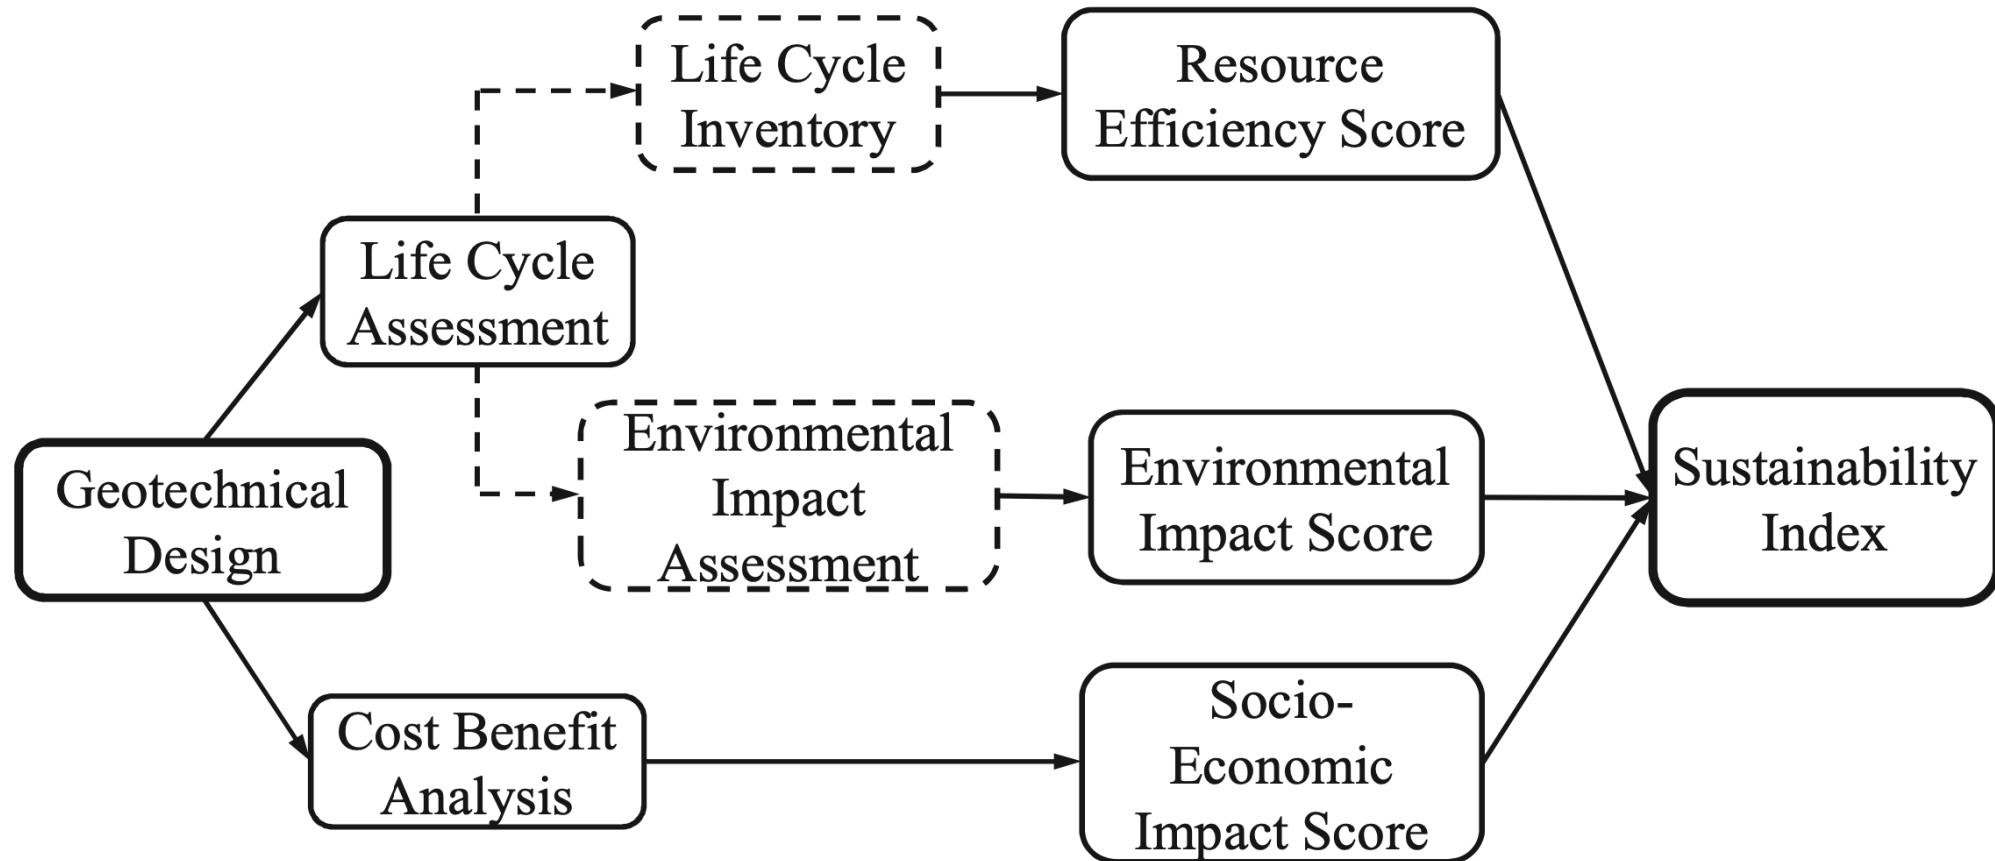 Life Cycle
Inventory
Resource
Efficiency Score
Life Cycle
Assessment
Geotechnical
Design
Environmental
Impact
Assessment
Environmental
Impact Score
Sustainability
Index
Cost Benefit
Analysis
Socio-
Economic
Impact Score